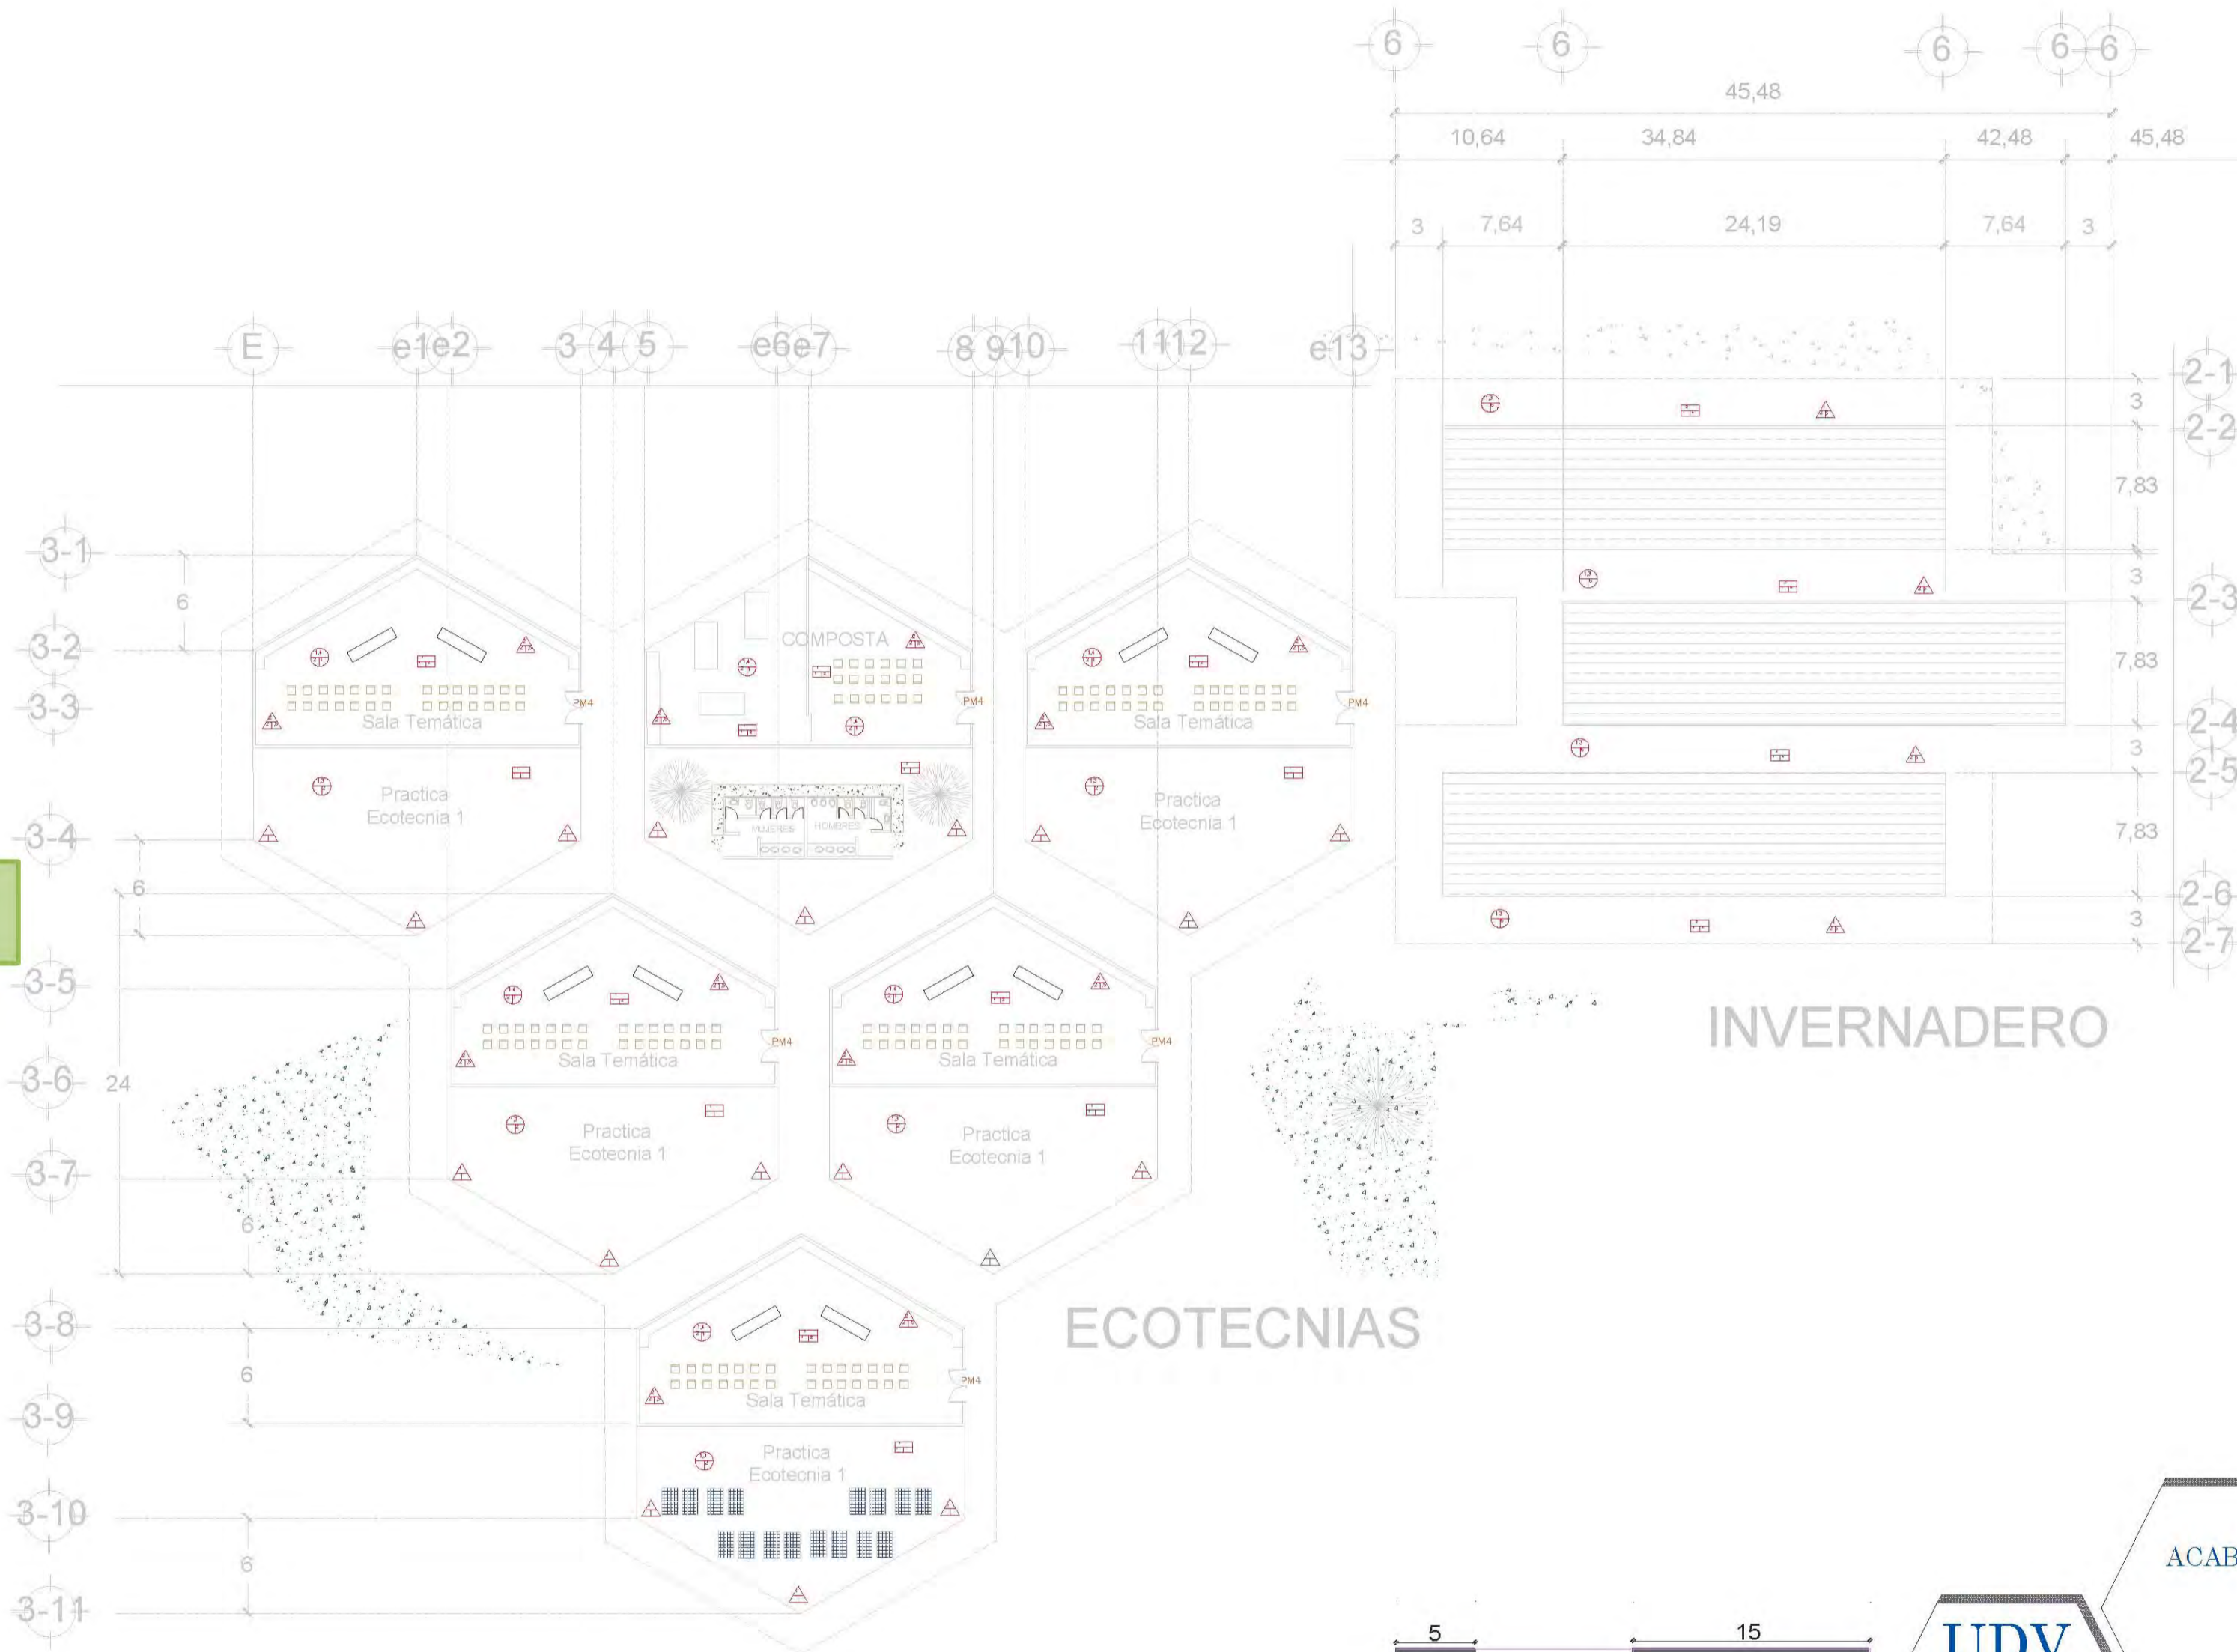 6 6 6 6 6
45,48
10,64 34,84 42,48 45,48
3 7,64 24,19 7,64 3
E e1 e2 3 4 5 e6 e7 8 9 10 11 12 e13
2-1
3
2-2
7,83
3-1
3
6
2-3
3-2
COMPOSTA
7,83
3-3
PM4 PM4 PM4
Sala Temática Sala Temática
2-4
3
2-5
Practica Practica
Ecotecnia 1 Ecotecnia 1
MUJERES HOMBRES
7,83
3-4
6
2-6
3
2-7
3-5
INVERNADERO
PM4 PM4
Sala Temática Sala Temática
3-6
24
Practica Practica
Ecotecnia 1 Ecotecnia 1
3-7
6
3-8
ECOTECNIAS
6
PM4
Sala Temática
3-9
Practica
Ecotecnia 1
3-10
6
ACAB
3-11
5 15
UDV